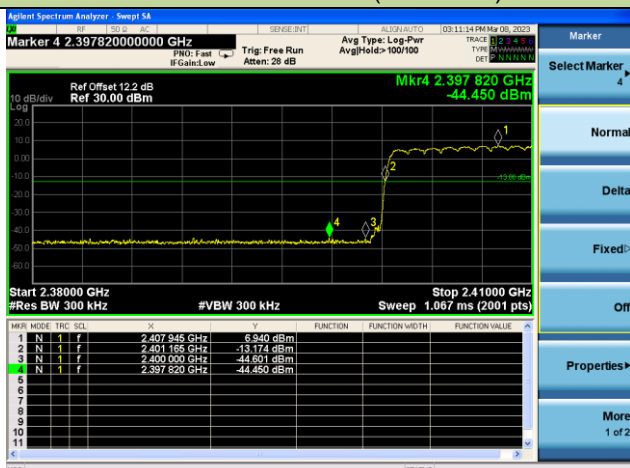 Agilent Spectrum Analyzer - Swept SA
RF 50 Ω AC SENSE:INT ALIGN AUTO 03:11:14 PM Mar 08, 2023
Marker 4 2.397820000000 GHz
PNO: Fast
IFGain:Low
Trig: Free Run
Atten: 28 dB
Avg Type: Log-Pwr
Avg|Hold:>100/100
TRACE 1 2 3 4 5 6
TYPE M
DET P N N N N N
Ref Offset 12.2 dB
Ref 30.00 dBm
10 dB/div
Log
Mkr4 2.397 820 GHz
-44.450 dBm
20.0
10.0
0.00
-10.0
-20.0
-30.0
-40.0
-50.0
-60.0
1
2
3
4
-13.00 dBm
Start 2.38000 GHz Stop 2.41000 GHz
#Res BW 300 kHz #VBW 300 kHz Sweep 1.067 ms (2001 pts)
MKR MODE TRC SCL X Y FUNCTION FUNCTION WIDTH FUNCTION VALUE
1 N 1 f 2.407 945 GHz 6.940 dBm
2 N 1 f 2.401 165 GHz -13.174 dBm
3 N 1 f 2.400 000 GHz -44.601 dBm
4 N 1 f 2.397 820 GHz -44.450 dBm
5
6
7
8
9
10
11
Marker
Select Marker
4
Normal
Delta
Fixed
Off
Properties
More
1 of 2